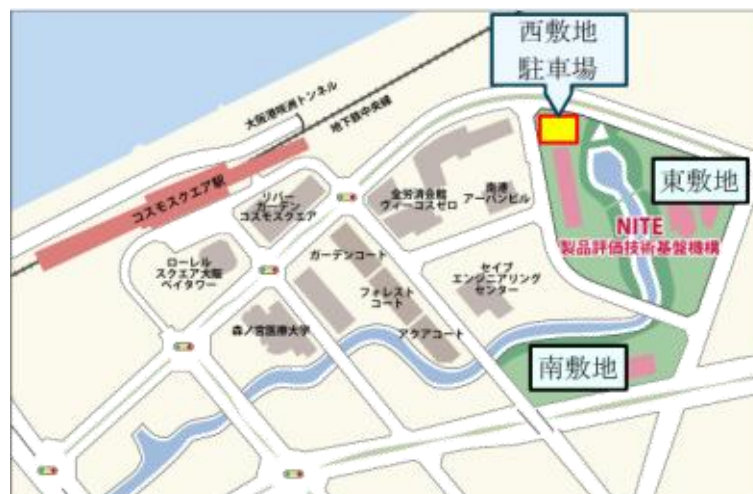 西敷地
駐車場
大阪港咲洲トンネル
地下鉄中央線
コスモスクエア駅
リバー
ガーデン
コスモスクエア
全労済会館
ヴィーコスゼロ
南港
アーバンビル
東敷地
NITE
製品評価技術基盤機構
ローレル
スクエア大阪
ベイタワー
ガーデンコート
フォレスト
コート
セイブ
エンジニアリング
センター
森ノ宮医療大学
アクアコート
南敷地